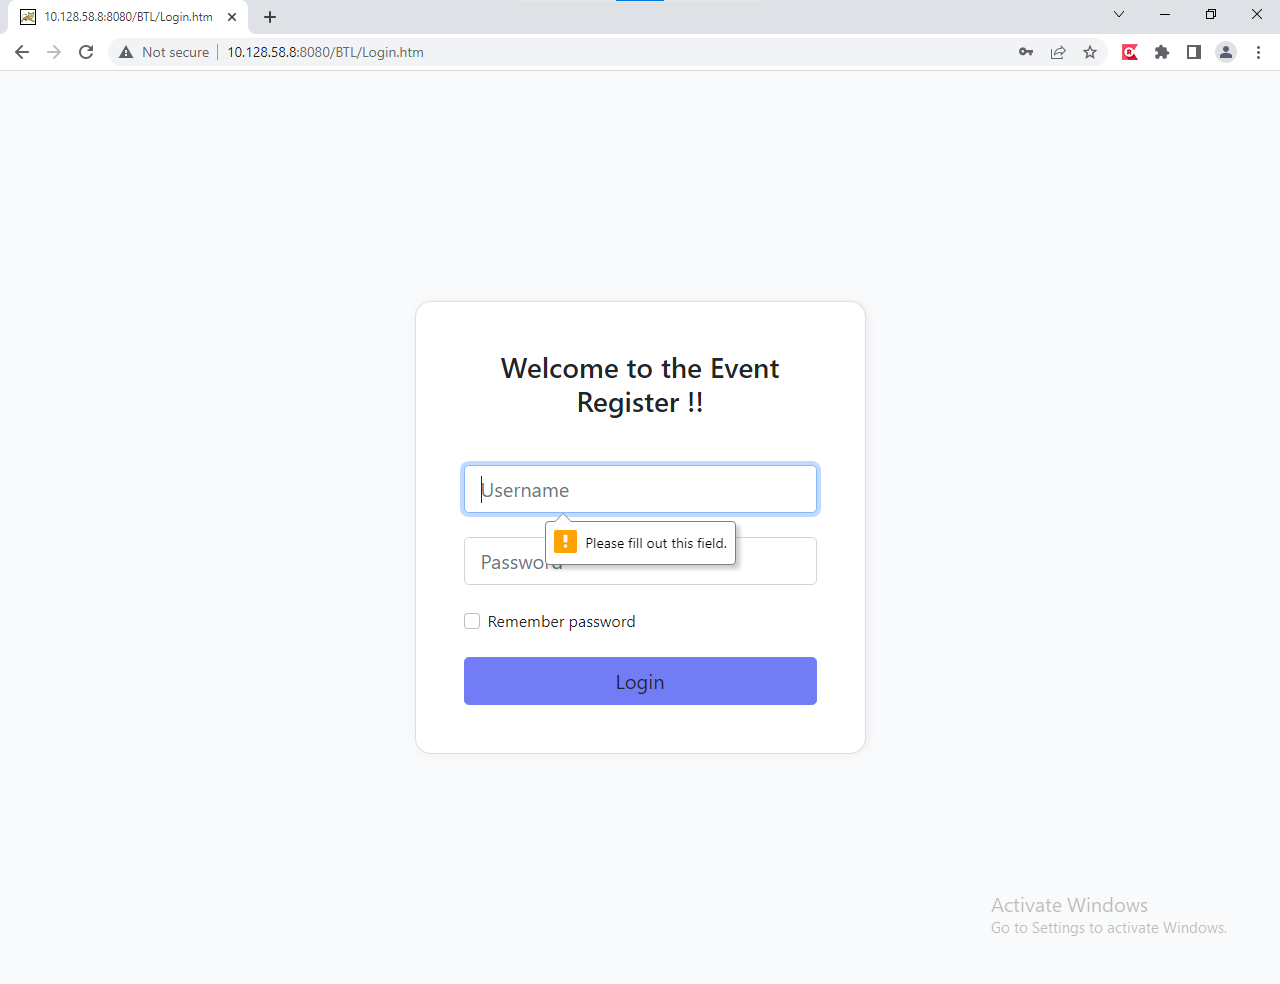 10.128.58.8:8080/BTL/Login.htm
Not secure
10.128.58.8:8080/BTL/Login.htm
Welcome to the Event
Register !!
Username
Please fill out this field.
Password
Remember password
Login
Activate Windows
Go to Settings to activate Windows.